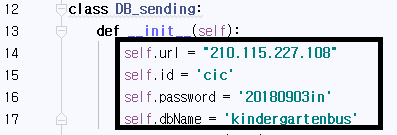 12 class DB_sending:
13 def __init__(self):
14 self.url = "210.115.227.108"
15 self.id = 'cic'
16 self.password = '20180903in'
17 self.dbName = 'kindergartenbus'